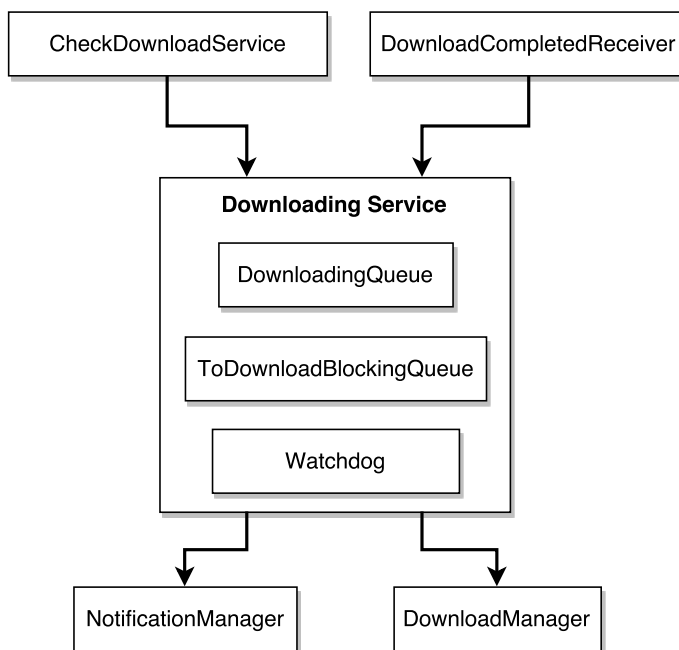 CheckDownloadService
DownloadCompletedReceiver
Downloading Service
DownloadingQueue
ToDownloadBlockingQueue
Watchdog
NotificationManager
DownloadManager